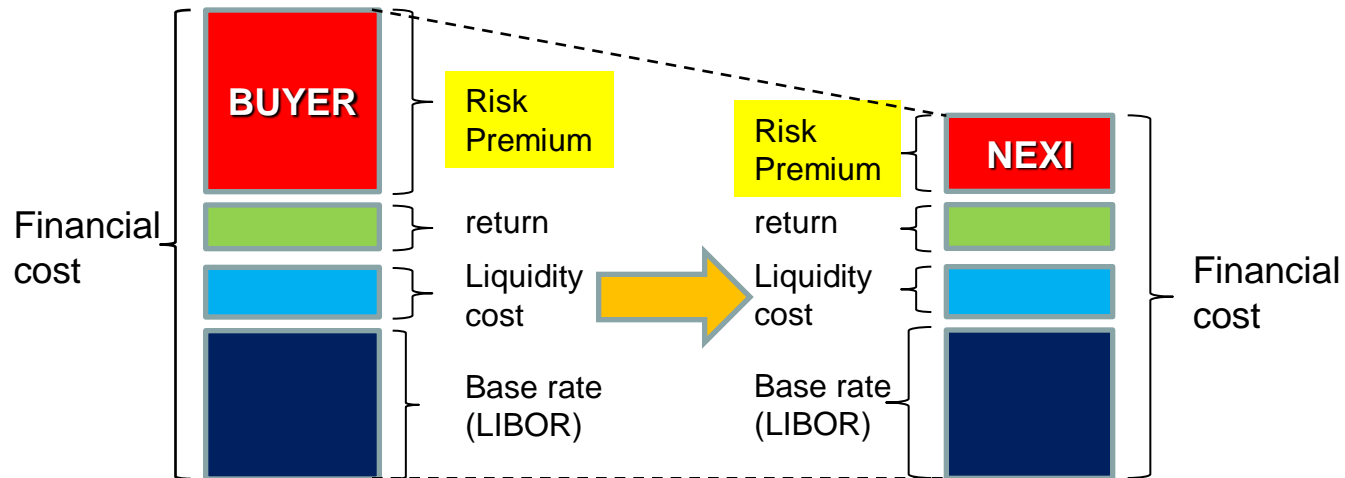 BUYER
Risk
Premium
Risk
Premium
NEXI
Financial
cost
return
return
Liquidity
cost
Liquidity
cost
Financial
cost
Base rate
(LIBOR)
Base rate
(LIBOR)